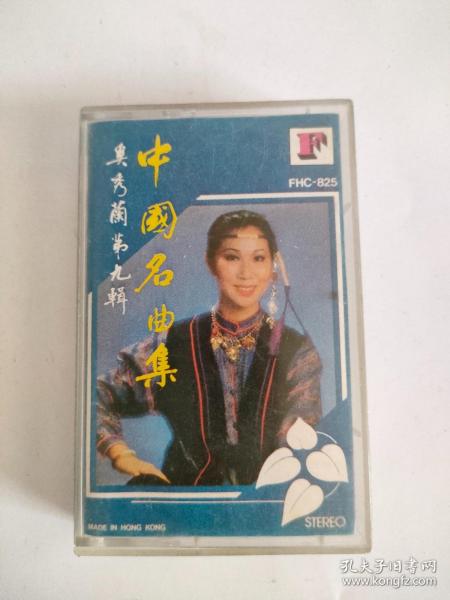 中國名曲集
奚秀蘭第九輯
F
FHC-825
MADE IN HONG KONG
STEREO
孔夫子旧书网
www.kongfz.com